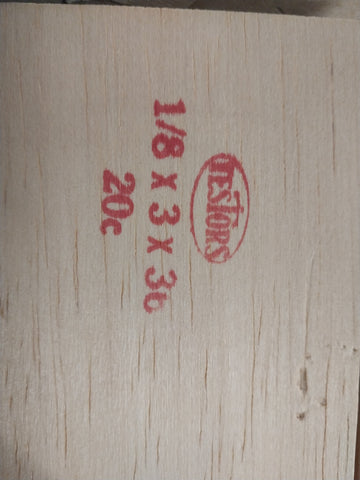 TESTORS
1/8 x 3 x 36
20c